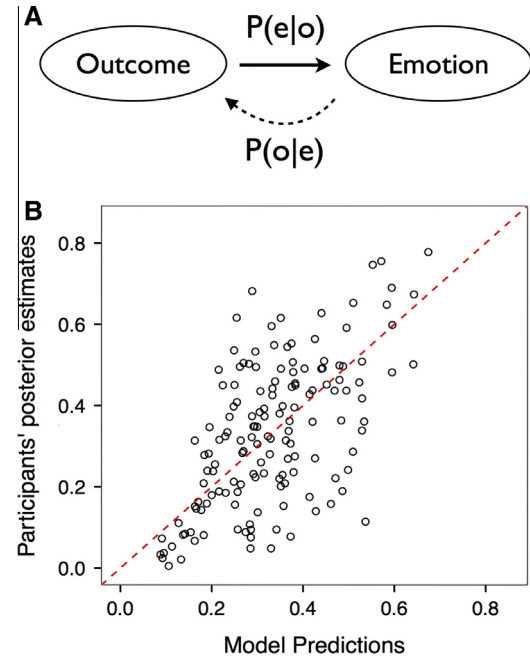 A
P(e|o)
Outcome
Emotion
P(o|e)
B
Participants' posterior estimates
0.8
0.6
0.4
0.2
0.0
0.0 0.2 0.4 0.6 0.8
Model Predictions